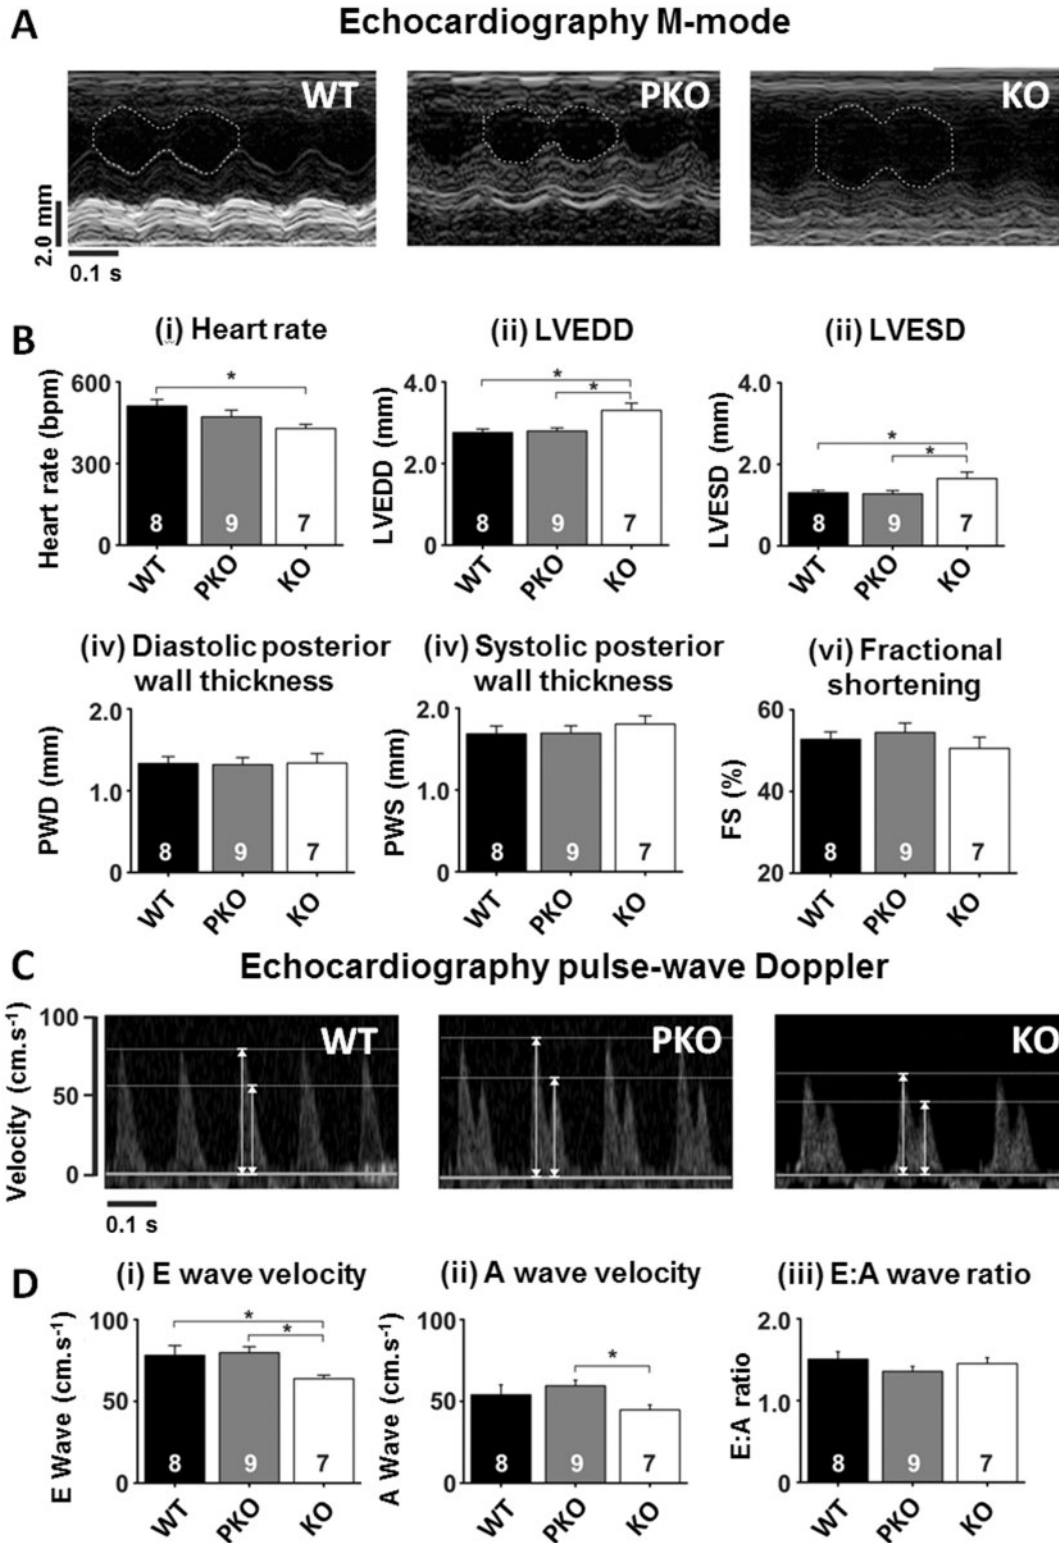 A
Echocardiography M-mode
WT
PKO
KO
2.0 mm
0.1 s
B
(i) Heart rate
(ii) LVEDD
(ii) LVESD
Heart rate (bpm)
600
300
0
*
8
9
7
WT
PKO
KO
LVEDD (mm)
4.0
2.0
0
*
*
8
9
7
WT
PKO
KO
LVESD (mm)
4.0
2.0
0
*
*
8
9
7
WT
PKO
KO
(iv) Diastolic posterior
wall thickness
(iv) Systolic posterior
wall thickness
(vi) Fractional
shortening
PWD (mm)
2.0
1.0
0
8
9
7
WT
PKO
KO
PWS (mm)
2.0
1.0
0
8
9
7
WT
PKO
KO
FS (%)
60
40
20
8
9
7
WT
PKO
KO
C
Echocardiography pulse-wave Doppler
Velocity (cm.s⁻¹)
100
50
0
WT
PKO
KO
0.1 s
D
(i) E wave velocity
(ii) A wave velocity
(iii) E:A wave ratio
E Wave (cm.s⁻¹)
100
50
0
*
*
8
9
7
WT
PKO
KO
A Wave (cm.s⁻¹)
100
50
0
*
8
9
7
WT
PKO
KO
E:A ratio
2.0
1.0
0
8
9
7
WT
PKO
KO